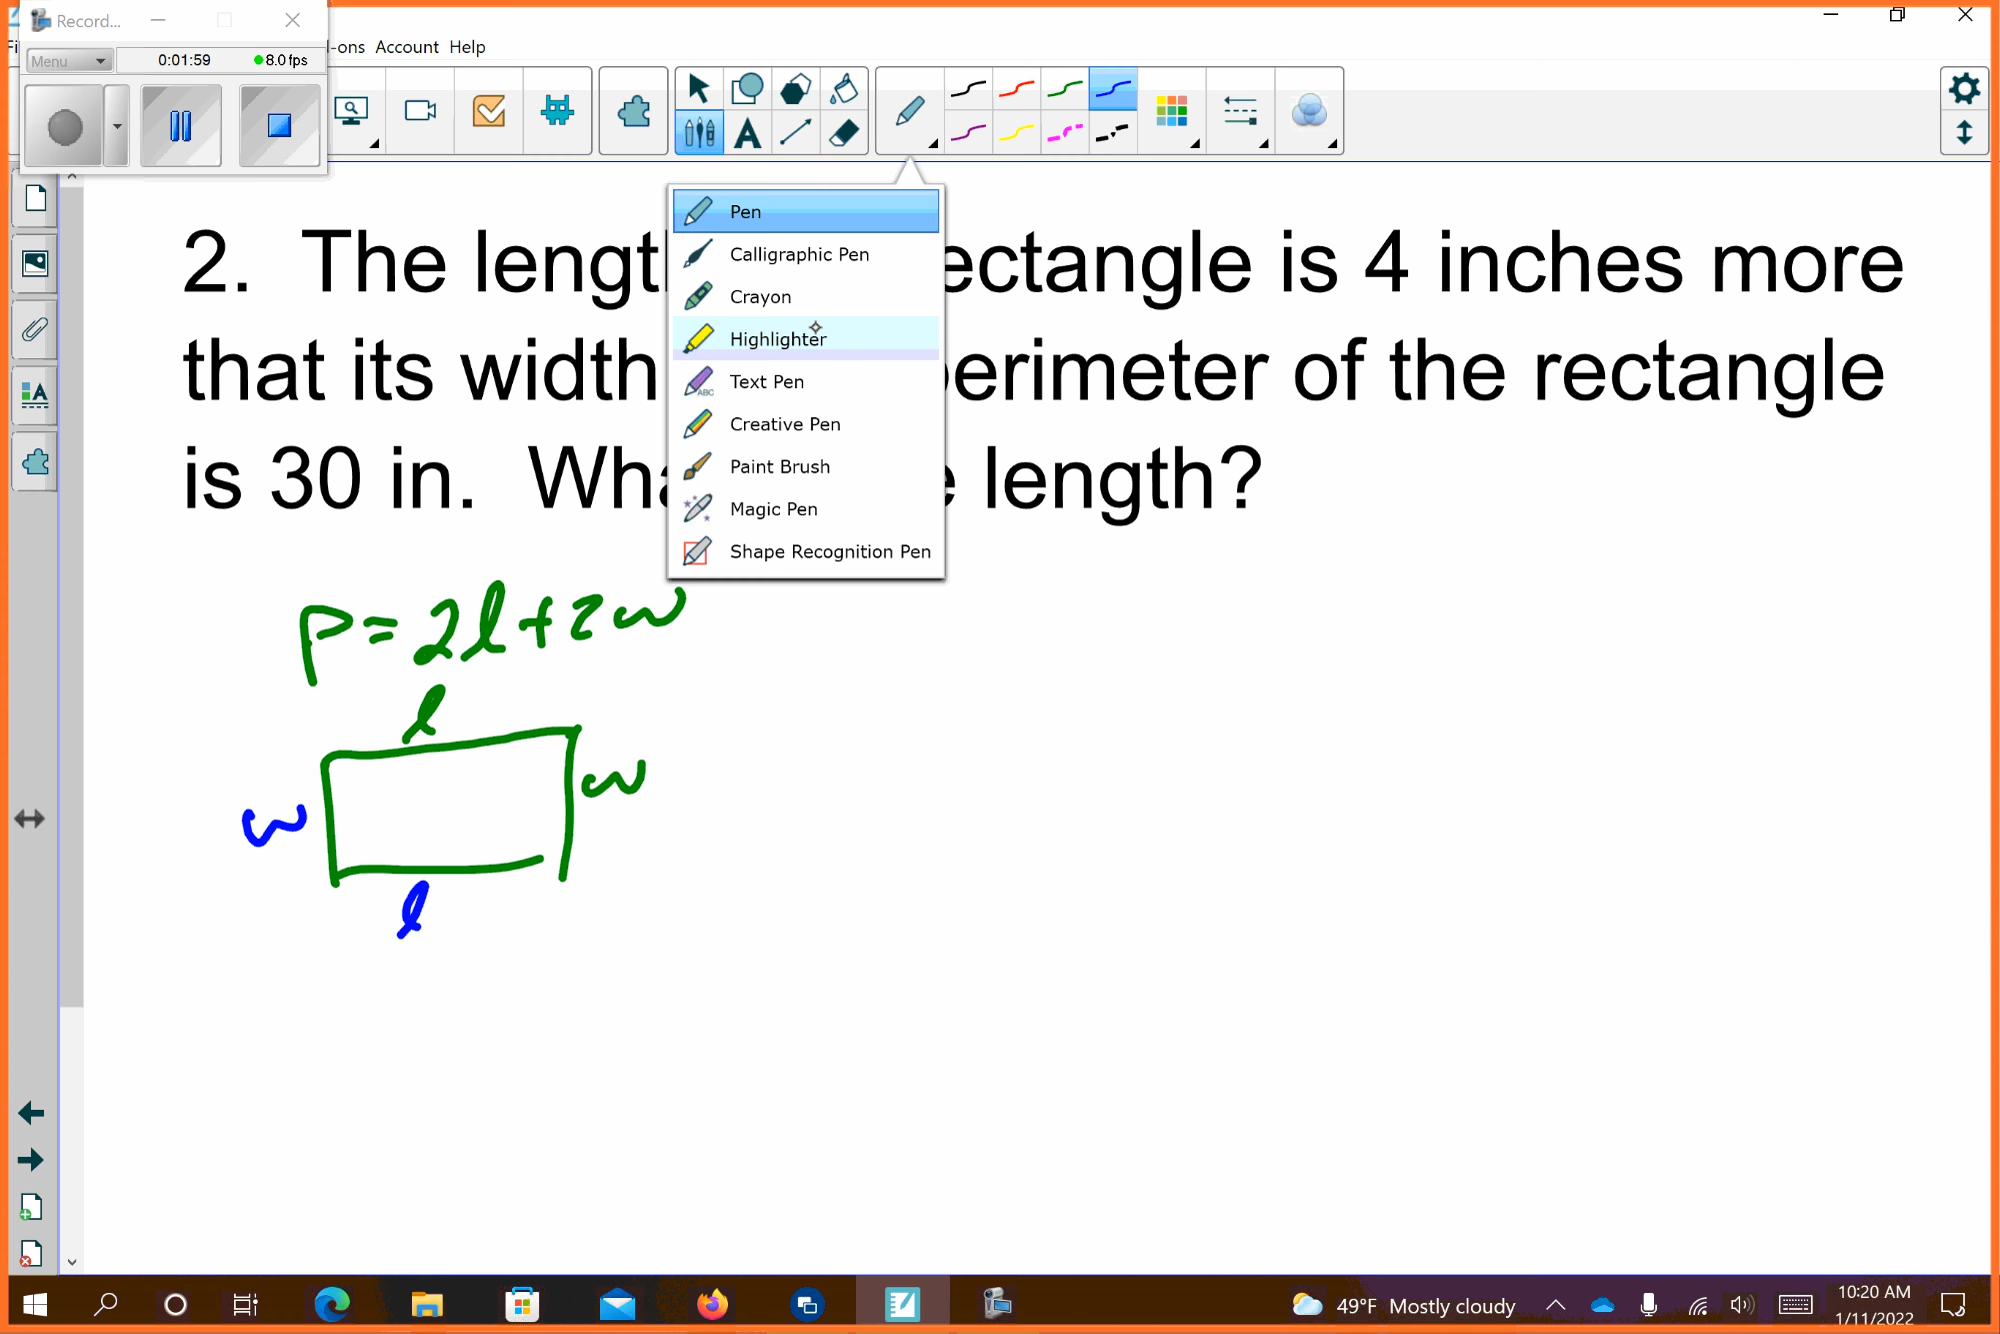 Record...
Menu 0:01:59 8.0 fps
-ons Account Help
Pen
Calligraphic Pen
Crayon
Highlighter
Text Pen
Creative Pen
Paint Brush
Magic Pen
Shape Recognition Pen
2. The lengt ectangle is 4 inches more
that its width erimeter of the rectangle
is 30 in. Wha e length?
P=2l+2w
l
w
w
l
49°F Mostly cloudy
10:20 AM
1/11/2022